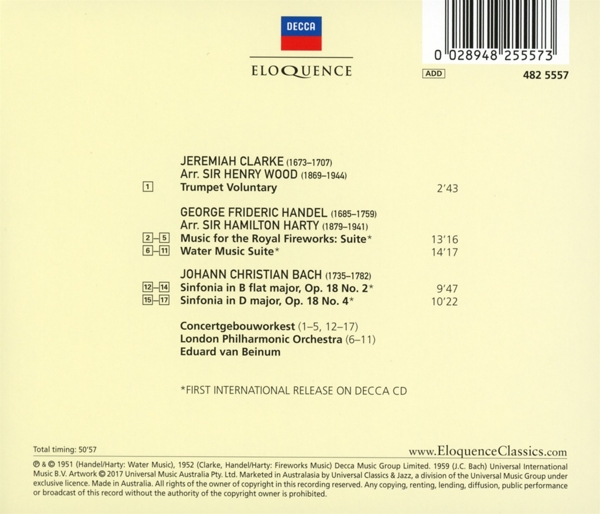 DECCA
ELOQUENCE
0 028948 255573
ADD
482 5557
JEREMIAH CLARKE (1673–1707)
Arr. SIR HENRY WOOD (1869–1944)
1 Trumpet Voluntary 2'43
GEORGE FRIDERIC HANDEL (1685–1759)
Arr. SIR HAMILTON HARTY (1879–1941)
2–5 Music for the Royal Fireworks: Suite* 13'16
6–11 Water Music Suite* 14'17
JOHANN CHRISTIAN BACH (1735–1782)
12–14 Sinfonia in B flat major, Op. 18 No. 2* 9'47
15–17 Sinfonia in D major, Op. 18 No. 4* 10'22
Concertgebouworkest (1–5, 12–17)
London Philharmonic Orchestra (6–11)
Eduard van Beinum
*FIRST INTERNATIONAL RELEASE ON DECCA CD
Total timing: 50'57
www.EloquenceClassics.com
℗ & © 1951 (Handel/Harty: Water Music), 1952 (Clarke, Handel/Harty: Fireworks Music) Decca Music Group Limited. 1959 (J.C. Bach) Universal International
Music B.V. Artwork © 2017 Universal Music Australia Pty. Ltd. Marketed in Australasia by Universal Classics & Jazz, a division of the Universal Music Group under
exclusive licence. Made in Australia. All rights of the owner of copyright in this recording reserved. Any copying, renting, lending, diffusion, public performance
or broadcast of this record without the authority of the copyright owner is prohibited.